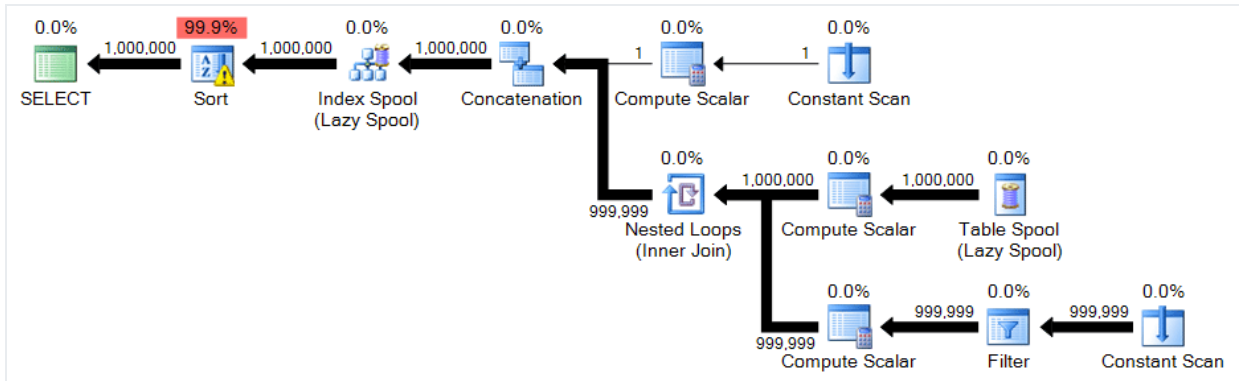 0.0% 99.9% 0.0% 0.0% 0.0% 0.0%
1,000,000 1,000,000 1,000,000 1 1
SELECT Sort Index Spool Concatenation Compute Scalar Constant Scan
(Lazy Spool)
0.0% 0.0% 0.0%
999,999 1,000,000 1,000,000
Nested Loops Compute Scalar Table Spool
(Inner Join) (Lazy Spool)
0.0% 0.0% 0.0%
999,999 999,999 999,999
Compute Scalar Filter Constant Scan